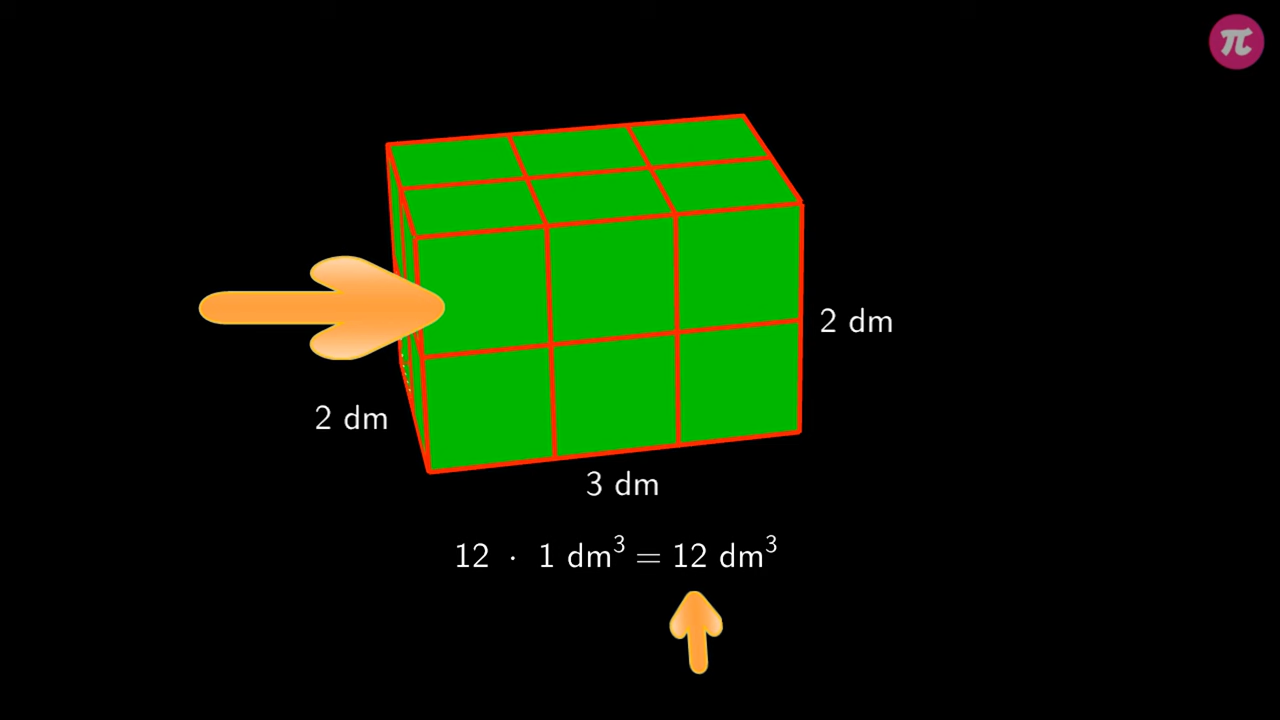 π
2 dm
2 dm
3 dm
12 · 1 dm³ = 12 dm³